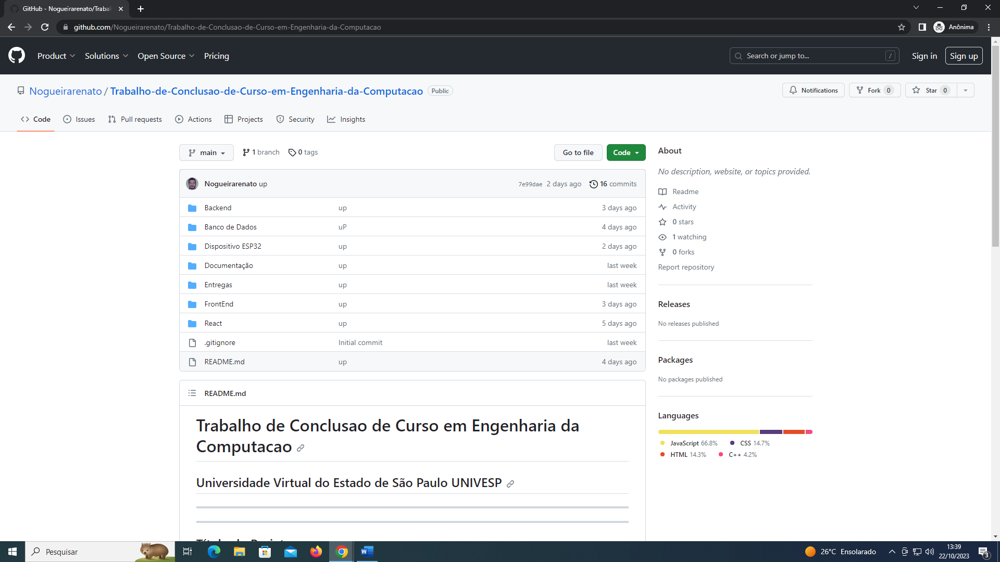 GitHub - Nogueirarenato/Trabal
github.com/Nogueirarenato/Trabalho-de-Conclusao-de-Curso-em-Engenharia-da-Computacao
Anônima
Product Solutions Open Source Pricing
Search or jump to... /
Sign in Sign up
Nogueirarenato / Trabalho-de-Conclusao-de-Curso-em-Engenharia-da-Computacao Public
Notifications Fork 0 Star 0
Code Issues Pull requests Actions Projects Security Insights
main 1 branch 0 tags Go to file Code
Nogueirarenato up 7e99dae 2 days ago 16 commits
Backend up 3 days ago
Banco de Dados uP 4 days ago
Dispositivo ESP32 up 2 days ago
Documentação up last week
Entregas up last week
FrontEnd up 3 days ago
React up 5 days ago
.gitignore Initial commit last week
README.md up 4 days ago
README.md
Trabalho de Conclusao de Curso em Engenharia da
Computacao
Universidade Virtual do Estado de São Paulo UNIVESP
About
No description, website, or topics provided.
Readme
Activity
0 stars
1 watching
0 forks
Report repository
Releases
No releases published
Packages
No packages published
Languages
JavaScript 66.8% CSS 14.7%
HTML 14.3% C++ 4.2%
Pesquisar
26°C Ensolarado
13:39
22/10/2023
3